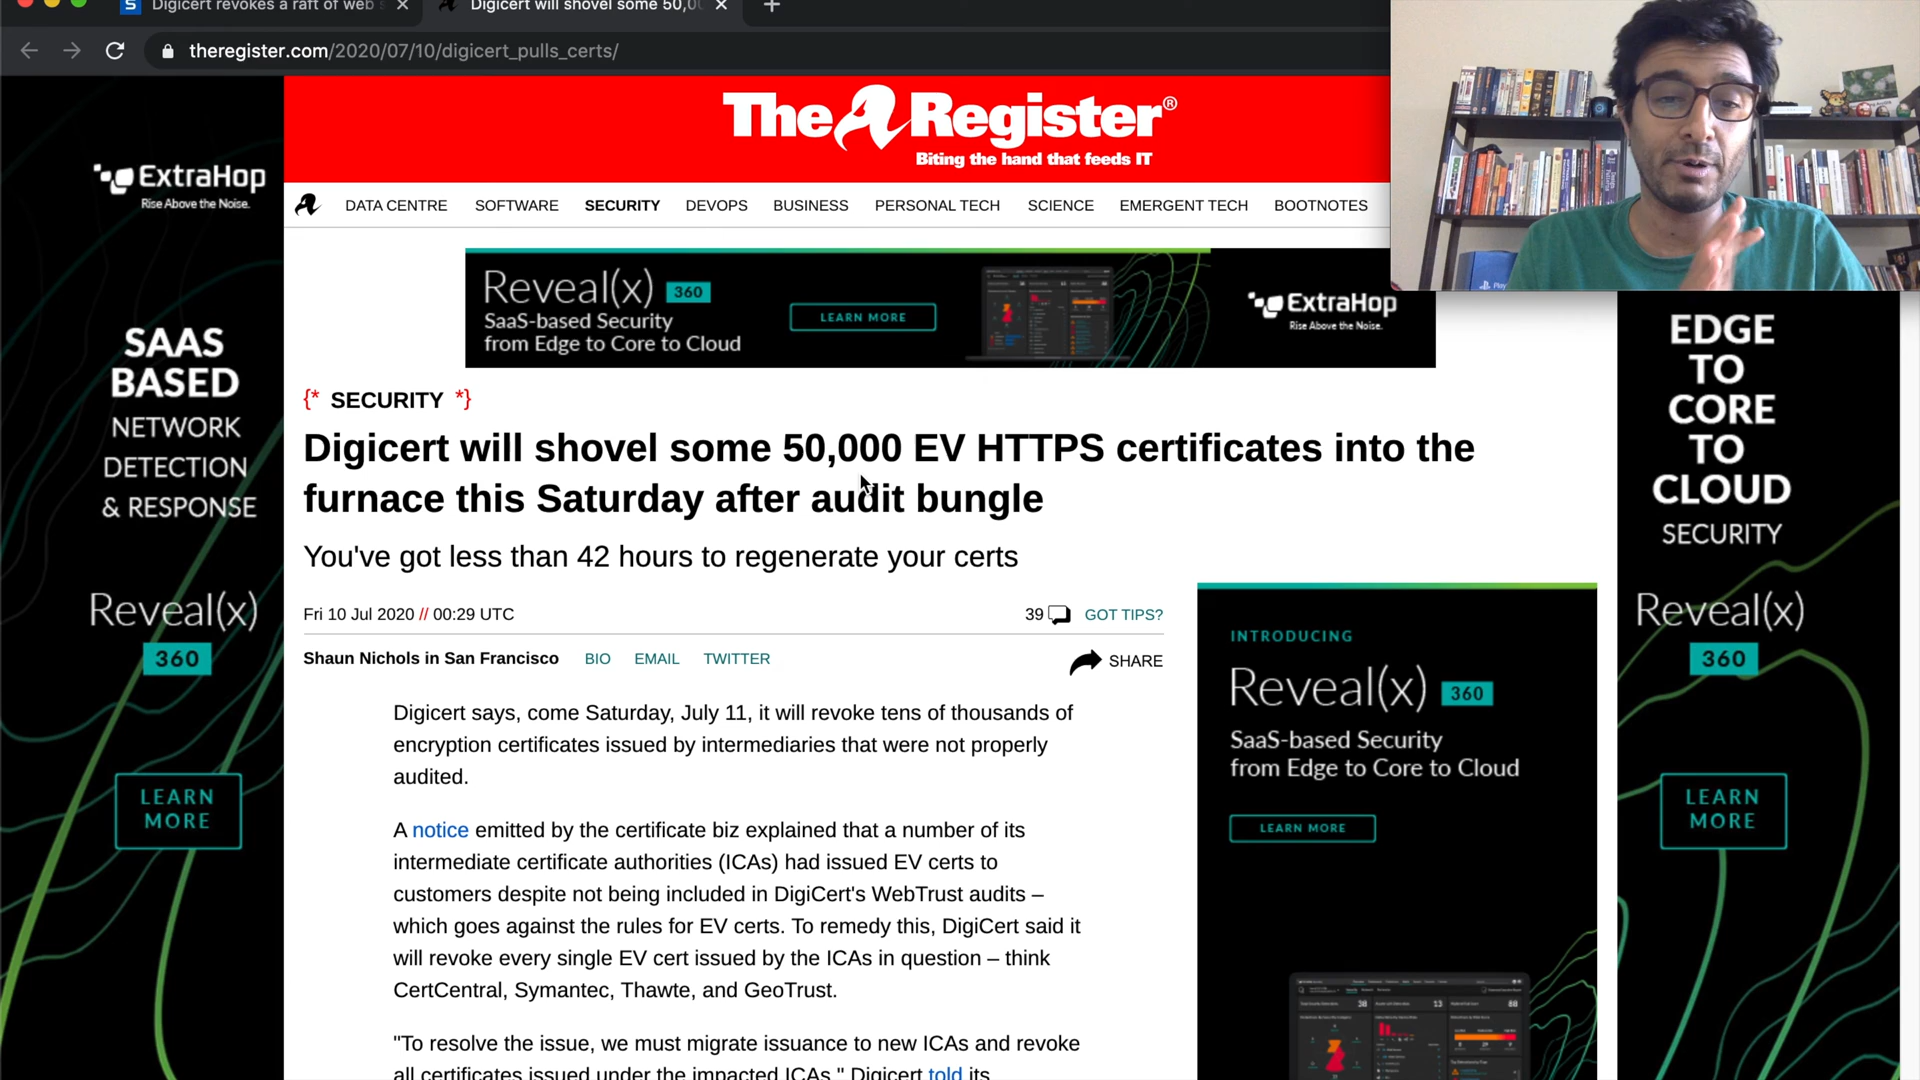 Digicert revokes a raft of web s
Digicert will shovel some 50,00
theregister.com/2020/07/10/digicert_pulls_certs/
The Register®
Biting the hand that feeds IT
DATA CENTRE SOFTWARE SECURITY DEVOPS BUSINESS PERSONAL TECH SCIENCE EMERGENT TECH BOOTNOTES
ExtraHop
Rise Above the Noise.
SAAS
BASED
NETWORK
DETECTION
& RESPONSE
Reveal(x)
360
LEARN
MORE
Reveal(x) 360
SaaS-based Security
from Edge to Core to Cloud
LEARN MORE
ExtraHop
Rise Above the Noise.
{* SECURITY *}
Digicert will shovel some 50,000 EV HTTPS certificates into the
furnace this Saturday after audit bungle
You've got less than 42 hours to regenerate your certs
Fri 10 Jul 2020 // 00:29 UTC
39 GOT TIPS?
Shaun Nichols in San Francisco BIO EMAIL TWITTER
SHARE
Digicert says, come Saturday, July 11, it will revoke tens of thousands of
encryption certificates issued by intermediaries that were not properly
audited.
A notice emitted by the certificate biz explained that a number of its
intermediate certificate authorities (ICAs) had issued EV certs to
customers despite not being included in DigiCert's WebTrust audits –
which goes against the rules for EV certs. To remedy this, DigiCert said it
will revoke every single EV cert issued by the ICAs in question – think
CertCentral, Symantec, Thawte, and GeoTrust.
"To resolve the issue, we must migrate issuance to new ICAs and revoke
all certificates issued under the impacted ICAs," Digicert told its
INTRODUCING
Reveal(x) 360
SaaS-based Security
from Edge to Core to Cloud
LEARN MORE
EDGE
TO
CORE
TO
CLOUD
SECURITY
Reveal(x)
360
LEARN
MORE